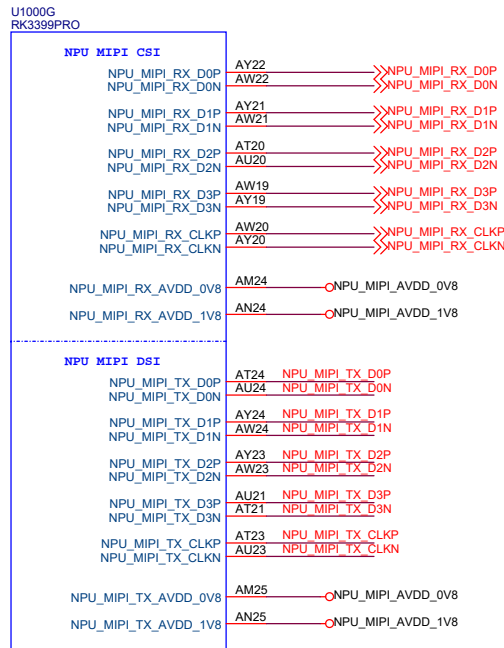 U1000G
RK3399PRO
NPU MIPI CSI
NPU_MIPI_RX_D0P AY22 NPU_MIPI_RX_D0P
NPU_MIPI_RX_D0N AW22 NPU_MIPI_RX_D0N
NPU_MIPI_RX_D1P AY21 NPU_MIPI_RX_D1P
NPU_MIPI_RX_D1N AW21 NPU_MIPI_RX_D1N
NPU_MIPI_RX_D2P AT20 NPU_MIPI_RX_D2P
NPU_MIPI_RX_D2N AU20 NPU_MIPI_RX_D2N
NPU_MIPI_RX_D3P AW19 NPU_MIPI_RX_D3P
NPU_MIPI_RX_D3N AY19 NPU_MIPI_RX_D3N
NPU_MIPI_RX_CLKP AW20 NPU_MIPI_RX_CLKP
NPU_MIPI_RX_CLKN AY20 NPU_MIPI_RX_CLKN
NPU_MIPI_RX_AVDD_0V8 AM24 NPU_MIPI_AVDD_0V8
NPU_MIPI_RX_AVDD_1V8 AN24 NPU_MIPI_AVDD_1V8
NPU MIPI DSI
NPU_MIPI_TX_D0P AT24 NPU_MIPI_TX_D0P
NPU_MIPI_TX_D0N AU24 NPU_MIPI_TX_D0N
NPU_MIPI_TX_D1P AY24 NPU_MIPI_TX_D1P
NPU_MIPI_TX_D1N AW24 NPU_MIPI_TX_D1N
NPU_MIPI_TX_D2P AY23 NPU_MIPI_TX_D2P
NPU_MIPI_TX_D2N AW23 NPU_MIPI_TX_D2N
NPU_MIPI_TX_D3P AU21 NPU_MIPI_TX_D3P
NPU_MIPI_TX_D3N AT21 NPU_MIPI_TX_D3N
NPU_MIPI_TX_CLKP AT23 NPU_MIPI_TX_CLKP
NPU_MIPI_TX_CLKN AU23 NPU_MIPI_TX_CLKN
NPU_MIPI_TX_AVDD_0V8 AM25 NPU_MIPI_AVDD_0V8
NPU_MIPI_TX_AVDD_1V8 AN25 NPU_MIPI_AVDD_1V8